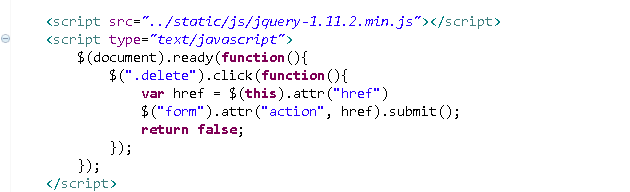 <script src="../static/js/jquery-1.11.2.min.js"></script>
<script type="text/javascript">
$(document).ready(function(){
$(".delete").click(function(){
var href = $(this).attr("href")
$("form").attr("action", href).submit();
return false;
});
});
</script>